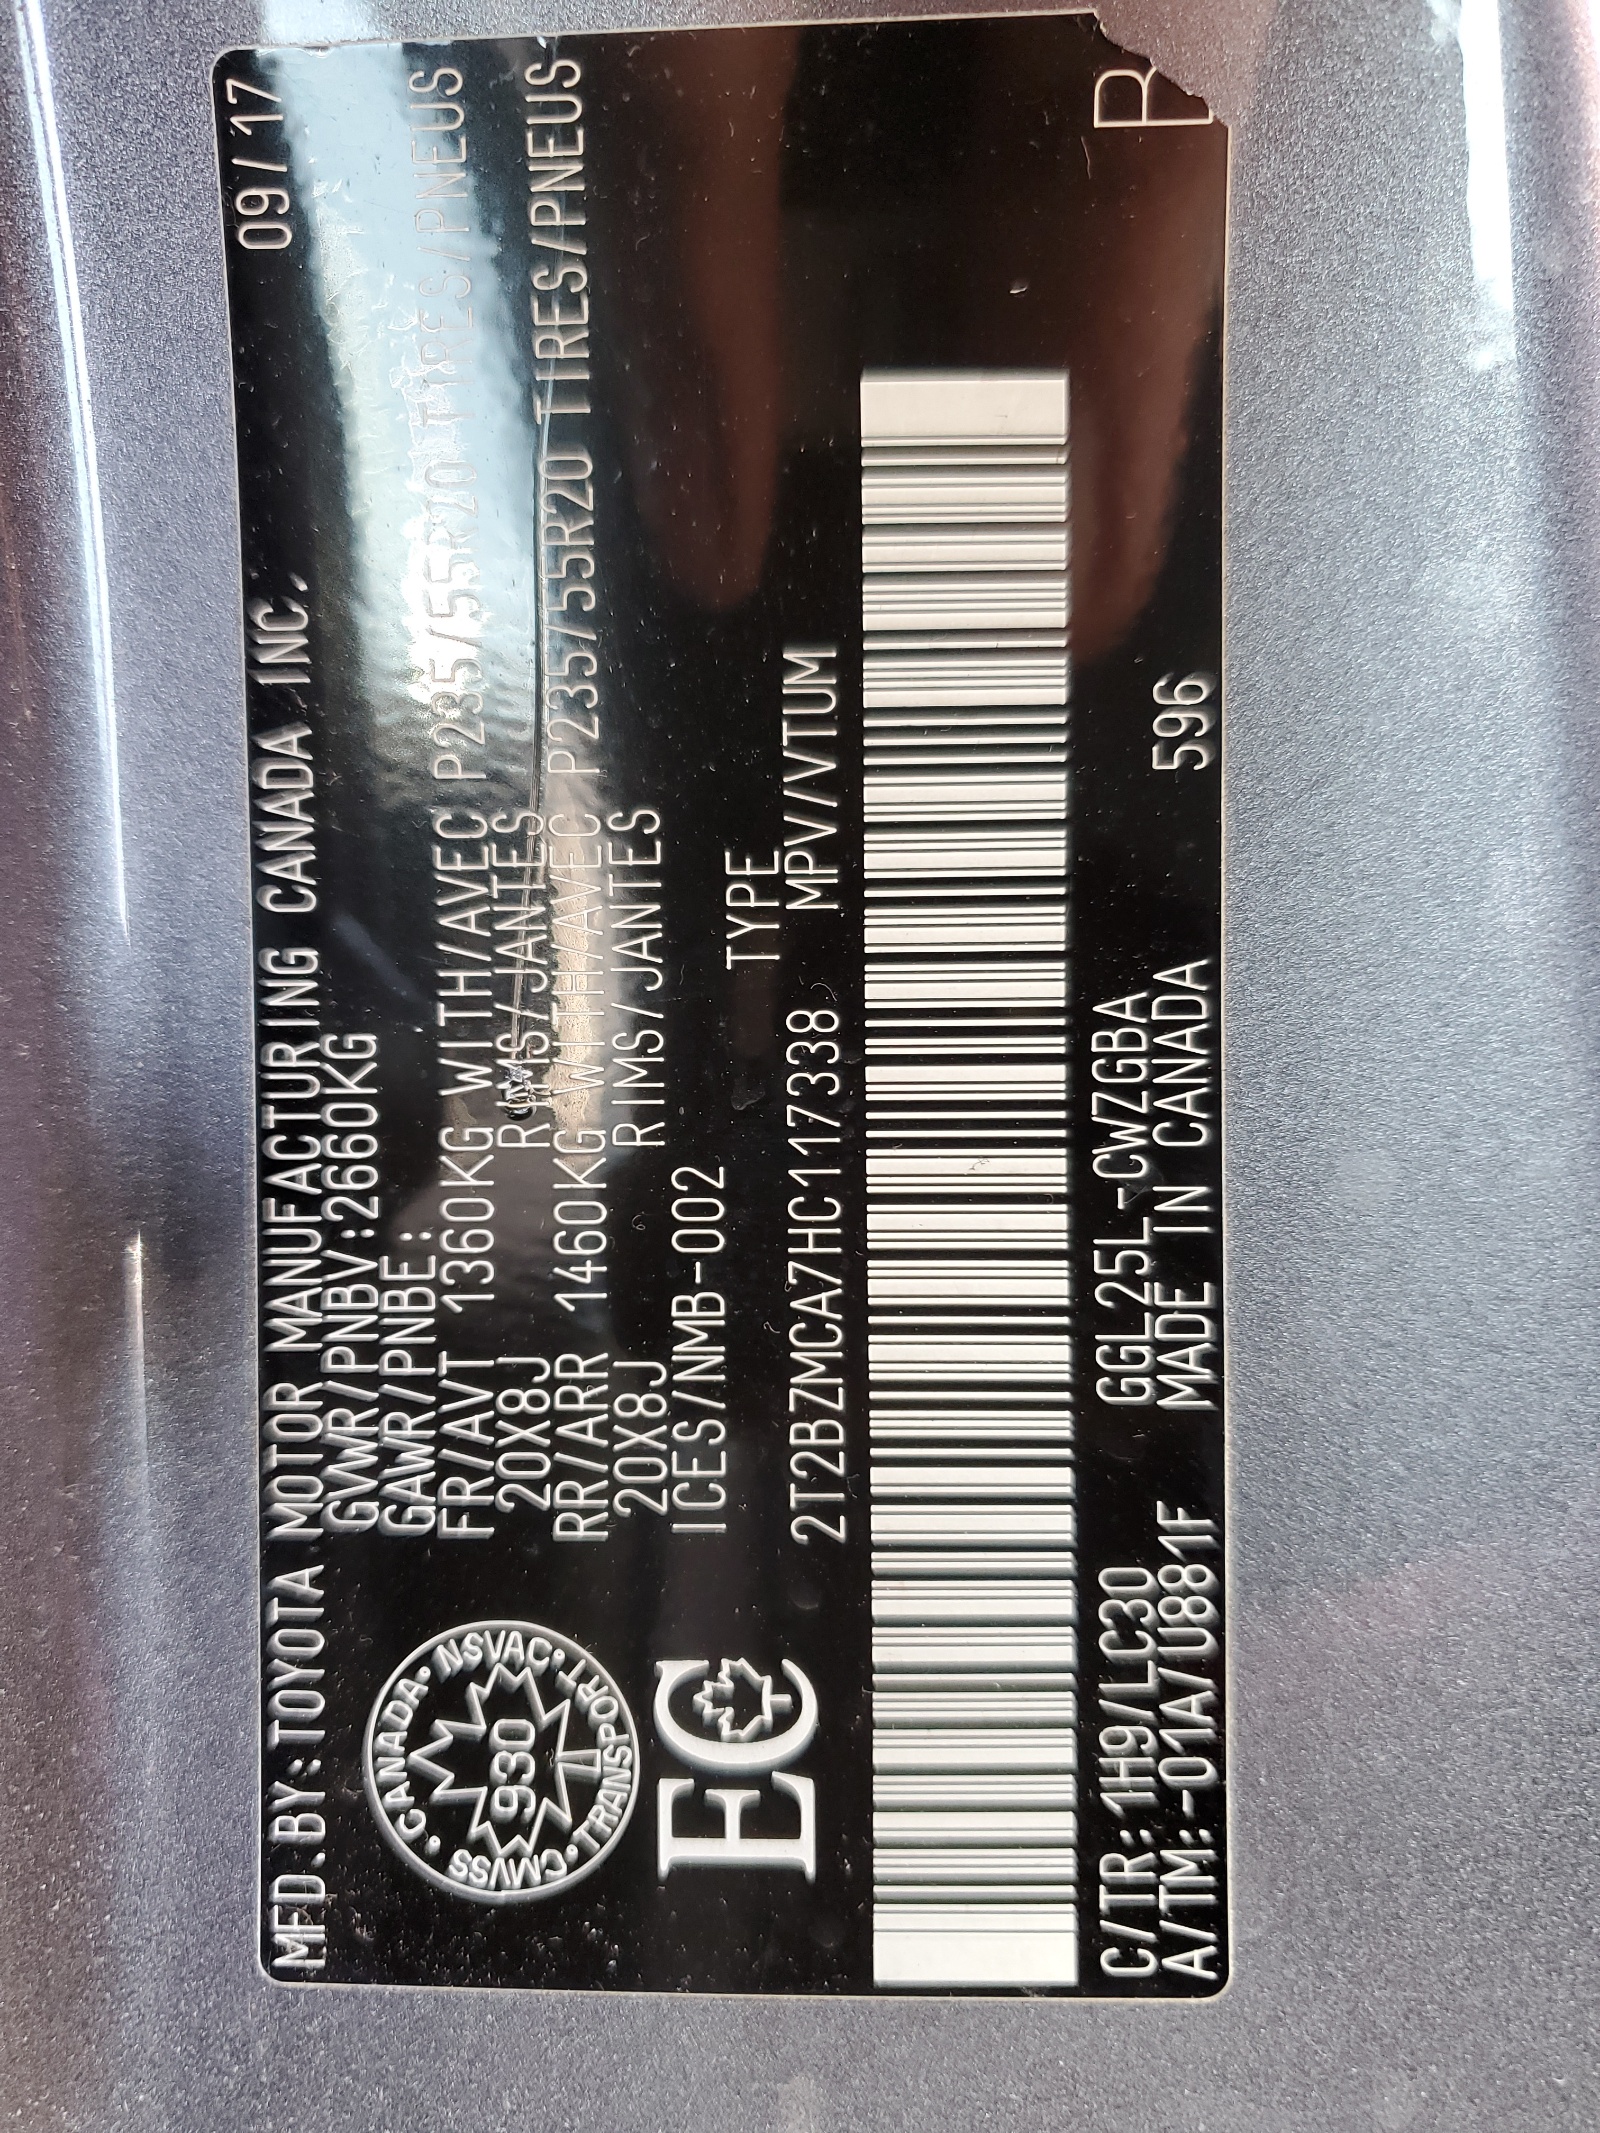 MFD.BY:TOYOTA MOTOR MANUFACTURING CANADA INC. 09/17
GVWR/PNBV:2660KG
GAWR/PNBE:
FR/AVT 1360KG WITH/AVEC P235/55R20 TIRES/PNEUS
20X8J RIMS/JANTES
RR/ARR 1460KG WITH/AVEC P235/55R20 TIRES/PNEUS
20X8J RIMS/JANTES
ICES/NMB-002
CANADA • NSVAC • TRANSPORT • CMVSS •
930
EC
TYPE
2T2BZMCA7HC117338 MPV/VTUM
C/TR:1H9/LC30 GGL25L-CWZGBA
A/TM:-01A/U881F MADE IN CANADA 596